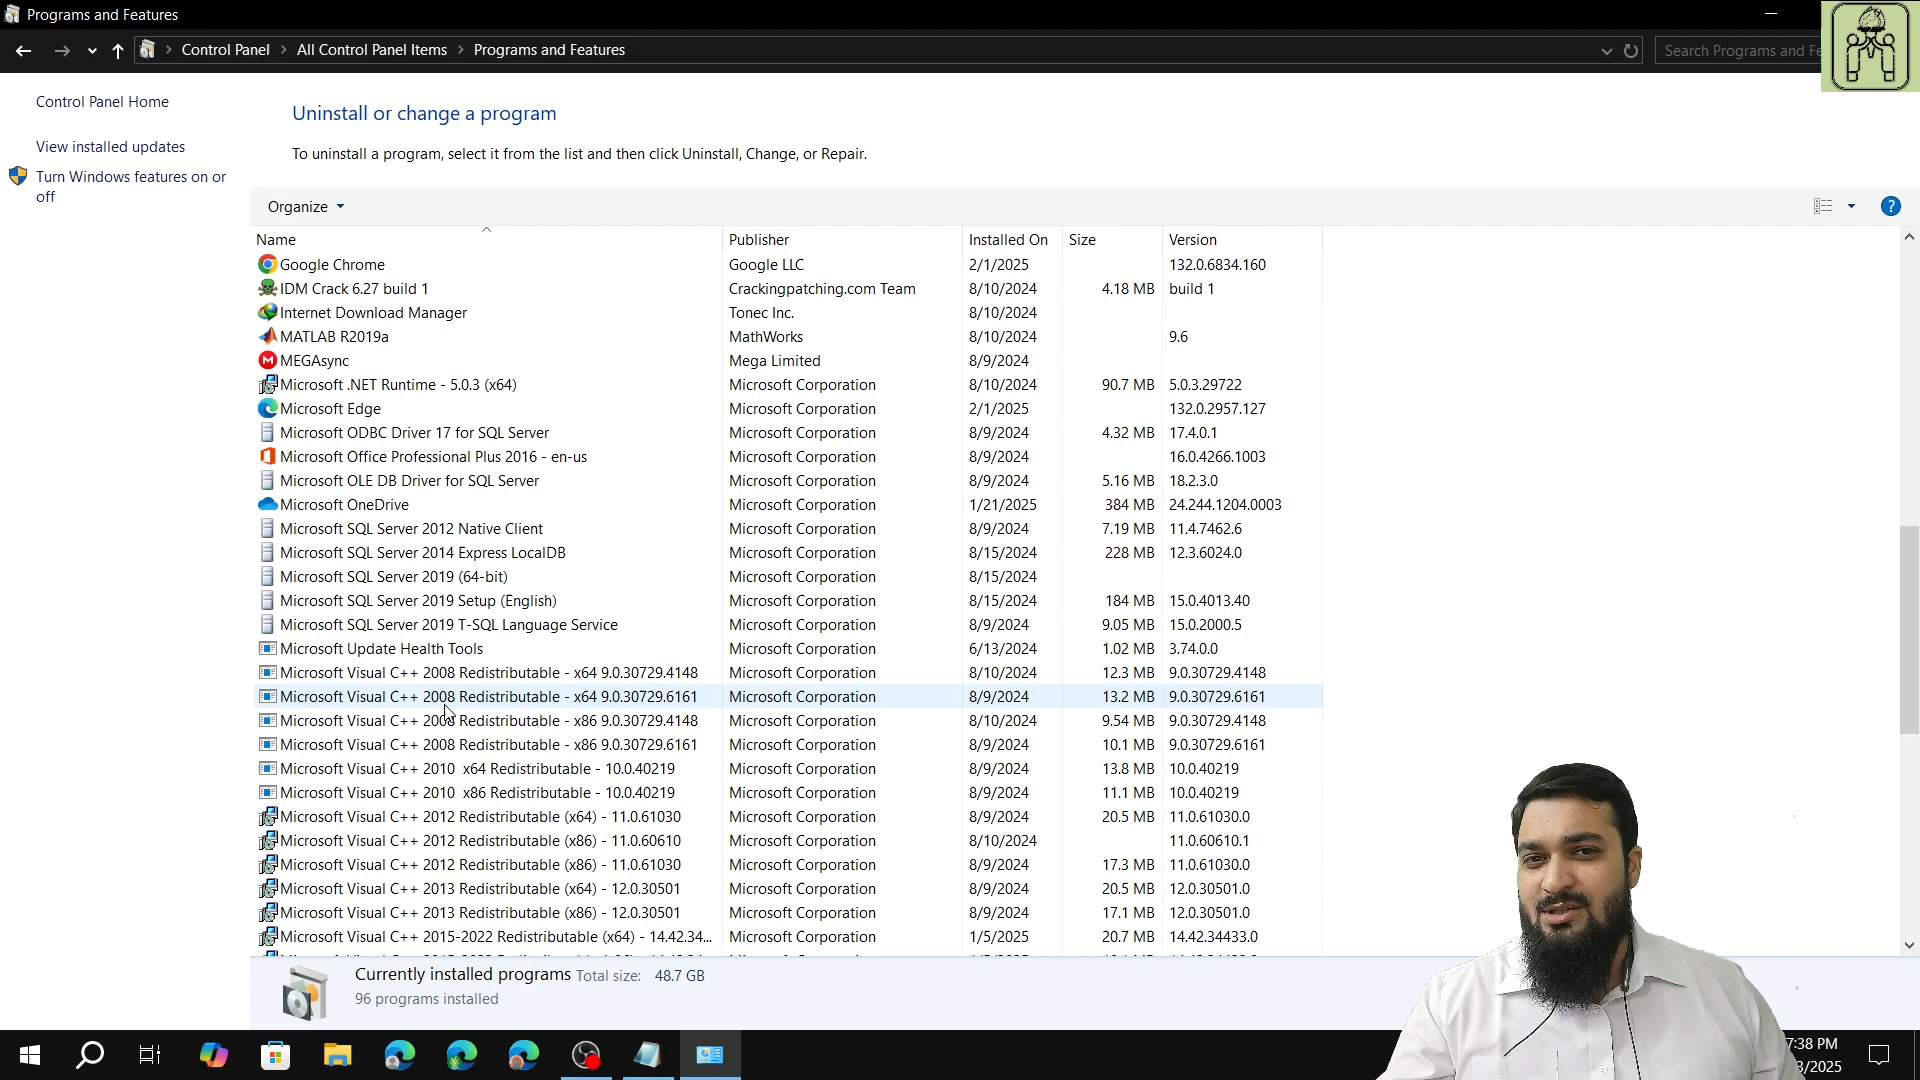 Programs and Features
Control Panel > All Control Panel Items > Programs and Features
Search Programs and Fe
Control Panel Home
View installed updates
Turn Windows features on or
off
Uninstall or change a program
To uninstall a program, select it from the list and then click Uninstall, Change, or Repair.
Organize
Name Publisher Installed On Size Version
Google Chrome Google LLC 2/1/2025 132.0.6834.160
IDM Crack 6.27 build 1 Crackingpatching.com Team 8/10/2024 4.18 MB build 1
Internet Download Manager Tonec Inc. 8/10/2024
MATLAB R2019a MathWorks 8/10/2024 9.6
MEGAsync Mega Limited 8/9/2024
Microsoft .NET Runtime - 5.0.3 (x64) Microsoft Corporation 8/10/2024 90.7 MB 5.0.3.29722
Microsoft Edge Microsoft Corporation 2/1/2025 132.0.2957.127
Microsoft ODBC Driver 17 for SQL Server Microsoft Corporation 8/9/2024 4.32 MB 17.4.0.1
Microsoft Office Professional Plus 2016 - en-us Microsoft Corporation 8/9/2024 16.0.4266.1003
Microsoft OLE DB Driver for SQL Server Microsoft Corporation 8/9/2024 5.16 MB 18.2.3.0
Microsoft OneDrive Microsoft Corporation 1/21/2025 384 MB 24.244.1204.0003
Microsoft SQL Server 2012 Native Client Microsoft Corporation 8/9/2024 7.19 MB 11.4.7462.6
Microsoft SQL Server 2014 Express LocalDB Microsoft Corporation 8/15/2024 228 MB 12.3.6024.0
Microsoft SQL Server 2019 (64-bit) Microsoft Corporation 8/15/2024
Microsoft SQL Server 2019 Setup (English) Microsoft Corporation 8/15/2024 184 MB 15.0.4013.40
Microsoft SQL Server 2019 T-SQL Language Service Microsoft Corporation 8/9/2024 9.05 MB 15.0.2000.5
Microsoft Update Health Tools Microsoft Corporation 6/13/2024 1.02 MB 3.74.0.0
Microsoft Visual C++ 2008 Redistributable - x64 9.0.30729.4148 Microsoft Corporation 8/10/2024 12.3 MB 9.0.30729.4148
Microsoft Visual C++ 2008 Redistributable - x64 9.0.30729.6161 Microsoft Corporation 8/9/2024 13.2 MB 9.0.30729.6161
Microsoft Visual C++ 2008 Redistributable - x86 9.0.30729.4148 Microsoft Corporation 8/10/2024 9.54 MB 9.0.30729.4148
Microsoft Visual C++ 2008 Redistributable - x86 9.0.30729.6161 Microsoft Corporation 8/9/2024 10.1 MB 9.0.30729.6161
Microsoft Visual C++ 2010 x64 Redistributable - 10.0.40219 Microsoft Corporation 8/9/2024 13.8 MB 10.0.40219
Microsoft Visual C++ 2010 x86 Redistributable - 10.0.40219 Microsoft Corporation 8/9/2024 11.1 MB 10.0.40219
Microsoft Visual C++ 2012 Redistributable (x64) - 11.0.61030 Microsoft Corporation 8/9/2024 20.5 MB 11.0.61030.0
Microsoft Visual C++ 2012 Redistributable (x86) - 11.0.60610 Microsoft Corporation 8/10/2024 11.0.60610.1
Microsoft Visual C++ 2012 Redistributable (x86) - 11.0.61030 Microsoft Corporation 8/9/2024 17.3 MB 11.0.61030.0
Microsoft Visual C++ 2013 Redistributable (x64) - 12.0.30501 Microsoft Corporation 8/9/2024 20.5 MB 12.0.30501.0
Microsoft Visual C++ 2013 Redistributable (x86) - 12.0.30501 Microsoft Corporation 8/9/2024 17.1 MB 12.0.30501.0
Microsoft Visual C++ 2015-2022 Redistributable (x64) - 14.42.34... Microsoft Corporation 1/5/2025 20.7 MB 14.42.34433.0
Currently installed programs Total size: 48.7 GB
96 programs installed
7:38 PM
3/2025